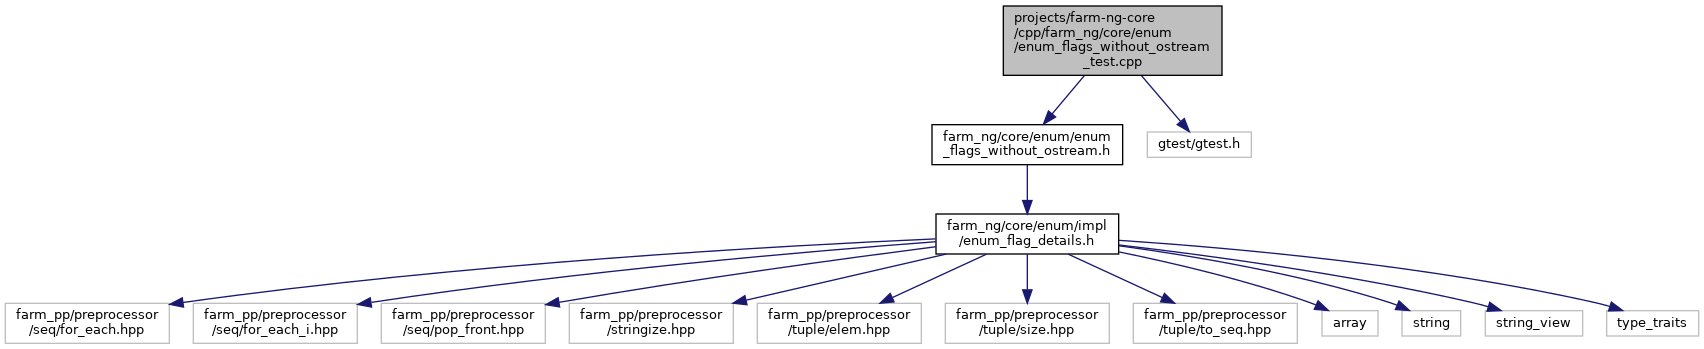 projects/farm-ng-core
/cpp/farm_ng/core/enum
/enum_flags_without_ostream
_test.cpp
farm_ng/core/enum/enum
_flags_without_ostream.h
gtest/gtest.h
farm_ng/core/enum/impl
/enum_flag_details.h
farm_pp/preprocessor
/seq/for_each.hpp
farm_pp/preprocessor
/seq/for_each_i.hpp
farm_pp/preprocessor
/seq/pop_front.hpp
farm_pp/preprocessor
/stringize.hpp
farm_pp/preprocessor
/tuple/elem.hpp
farm_pp/preprocessor
/tuple/size.hpp
farm_pp/preprocessor
/tuple/to_seq.hpp
array
string
string_view
type_traits